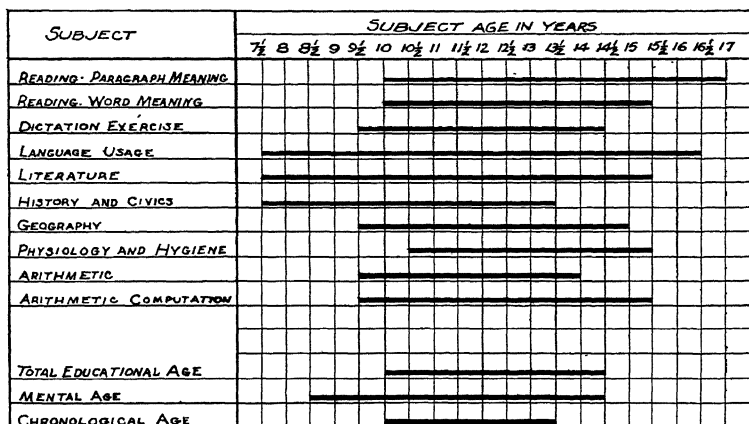 SUBJECT
SUBJECT AGE IN YEARS
7½ 8 8½ 9 9½ 10 10½ 11 11½ 12 12½ 13 13½ 14 14½ 15 15½ 16 16½ 17
READING-PARAGRAPH MEANING
READING. WORD MEANING
DICTATION EXERCISE
LANGUAGE USAGE
LITERATURE
HISTORY AND CIVICS
GEOGRAPHY
PHYSIOLOGY AND HYGIENE
ARITHMETIC
ARITHMETIC COMPUTATION
TOTAL EDUCATIONAL AGE
MENTAL AGE
CHRONOLOGICAL AGE